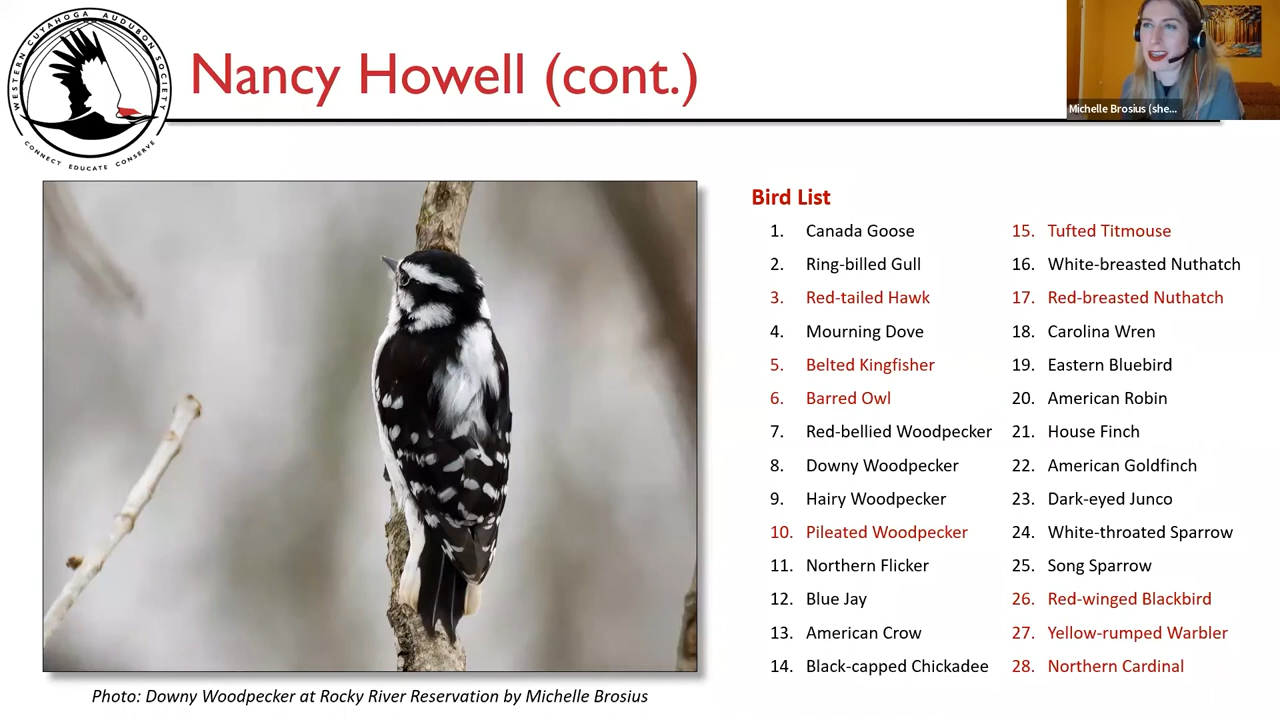 WESTERN CUYAHOGA AUDUBON SOCIETY
CONNECT EDUCATE CONSERVE
Nancy Howell (cont.)
Michelle Brosius (she...
Bird List
1. Canada Goose
2. Ring-billed Gull
3. Red-tailed Hawk
4. Mourning Dove
5. Belted Kingfisher
6. Barred Owl
7. Red-bellied Woodpecker
8. Downy Woodpecker
9. Hairy Woodpecker
10. Pileated Woodpecker
11. Northern Flicker
12. Blue Jay
13. American Crow
14. Black-capped Chickadee
15. Tufted Titmouse
16. White-breasted Nuthatch
17. Red-breasted Nuthatch
18. Carolina Wren
19. Eastern Bluebird
20. American Robin
21. House Finch
22. American Goldfinch
23. Dark-eyed Junco
24. White-throated Sparrow
25. Song Sparrow
26. Red-winged Blackbird
27. Yellow-rumped Warbler
28. Northern Cardinal
Photo: Downy Woodpecker at Rocky River Reservation by Michelle Brosius